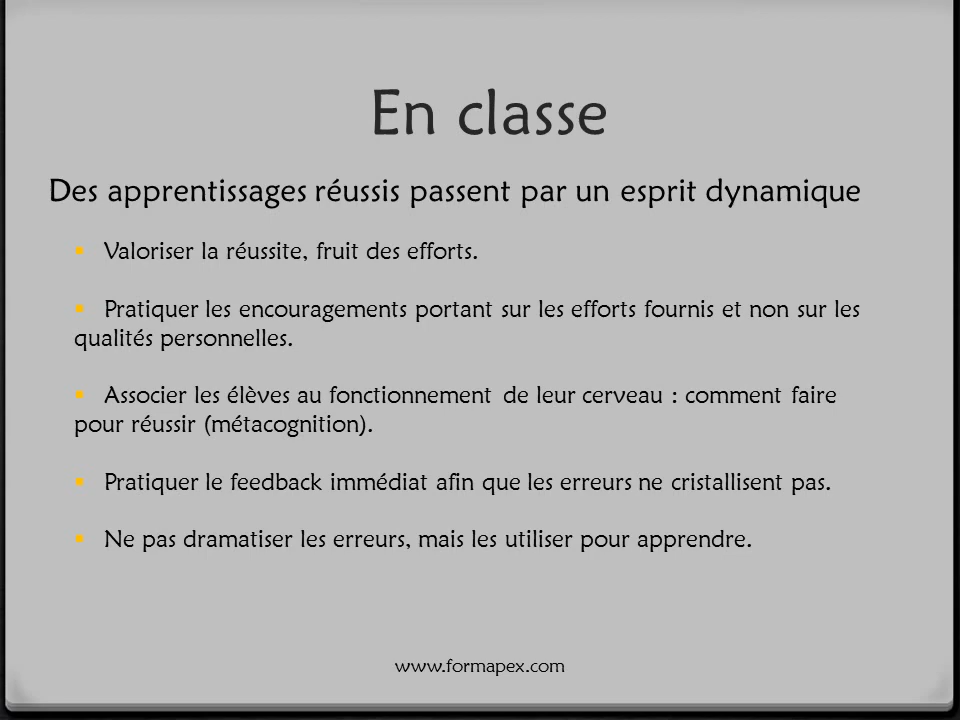 En classe
Des apprentissages réussis passent par un esprit dynamique
• Valoriser la réussite, fruit des efforts.
• Pratiquer les encouragements portant sur les efforts fournis et non sur les
qualités personnelles.
• Associer les élèves au fonctionnement de leur cerveau : comment faire
pour réussir (métacognition).
• Pratiquer le feedback immédiat afin que les erreurs ne cristallisent pas.
• Ne pas dramatiser les erreurs, mais les utiliser pour apprendre.
www.formapex.com